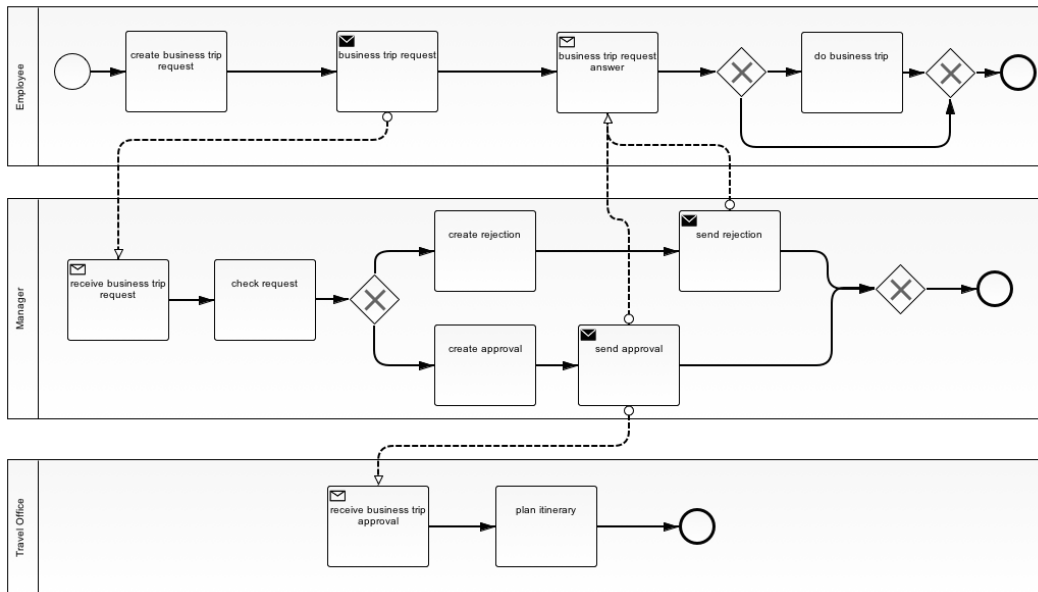 Employee
create business trip
request
business trip request
business trip request
answer
do business trip
Manager
receive business trip
request
check request
create rejection
send rejection
create approval
send approval
Travel Office
receive business trip
approval
plan itinerary